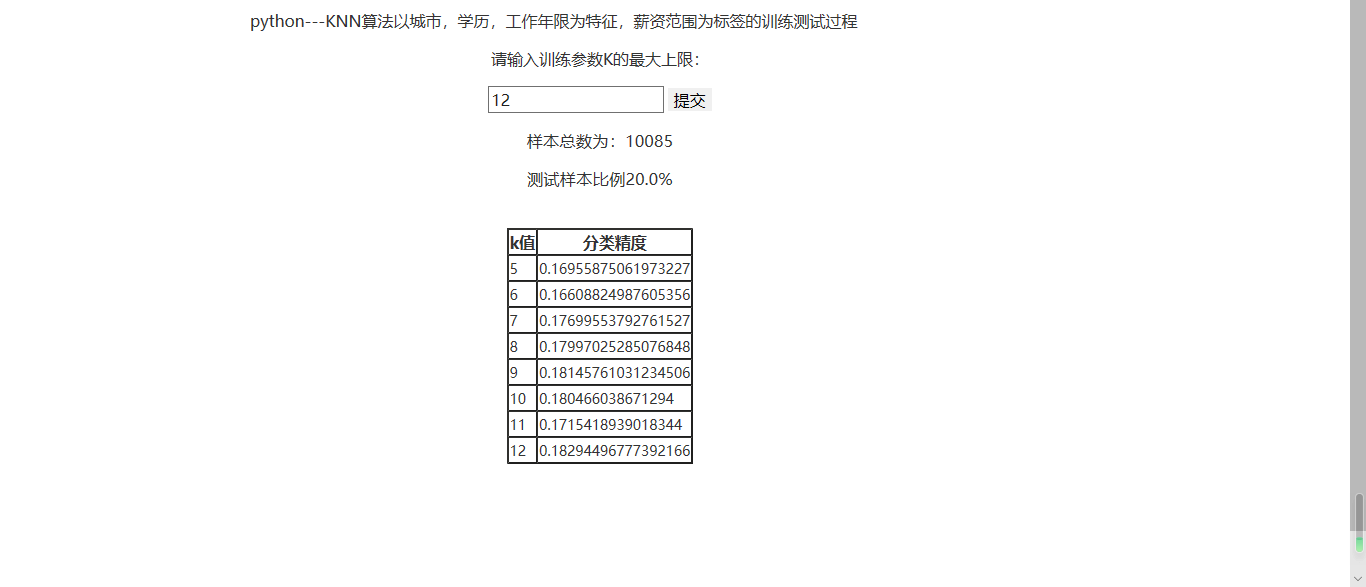 python---KNN算法以城市，学历，工作年限为特征，薪资范围为标签的训练测试过程
请输入训练参数K的最大上限：
12 提交
样本总数为：10085
测试样本比例20.0%
k值 分类精度
5 0.16955875061973227
6 0.16608824987605356
7 0.17699553792761527
8 0.17997025285076848
9 0.18145761031234506
10 0.180466038671294
11 0.1715418939018344
12 0.18294496777392166